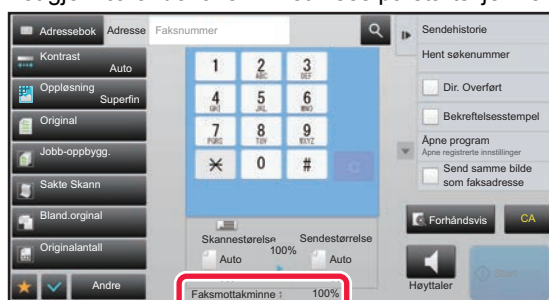 Adressebok
Adresse
Faksnummer
Kontrast
Auto
Oppløsning
Superfin
Original
Jobb-oppbygg.
Sakte Skann
Bland.orginal
Originalantall
Andre
1
2 ABC
3 DEF
4 GHI
5 JKL
6 MNO
7 PQRS
8 TUV
9 WXYZ
0
#
C
Skannestørelse
Sendestørrelse
Auto
100%
Auto
Faksmottakminne : 100%
Sendehistorie
Hent søkenummer
Dir. Overført
Bekreftelsesstempel
Åpne program
Åpne registrerte innstillinger
Send samme bilde
som faksadresse
Forhåndsvis
CA
Høyttaler
Start